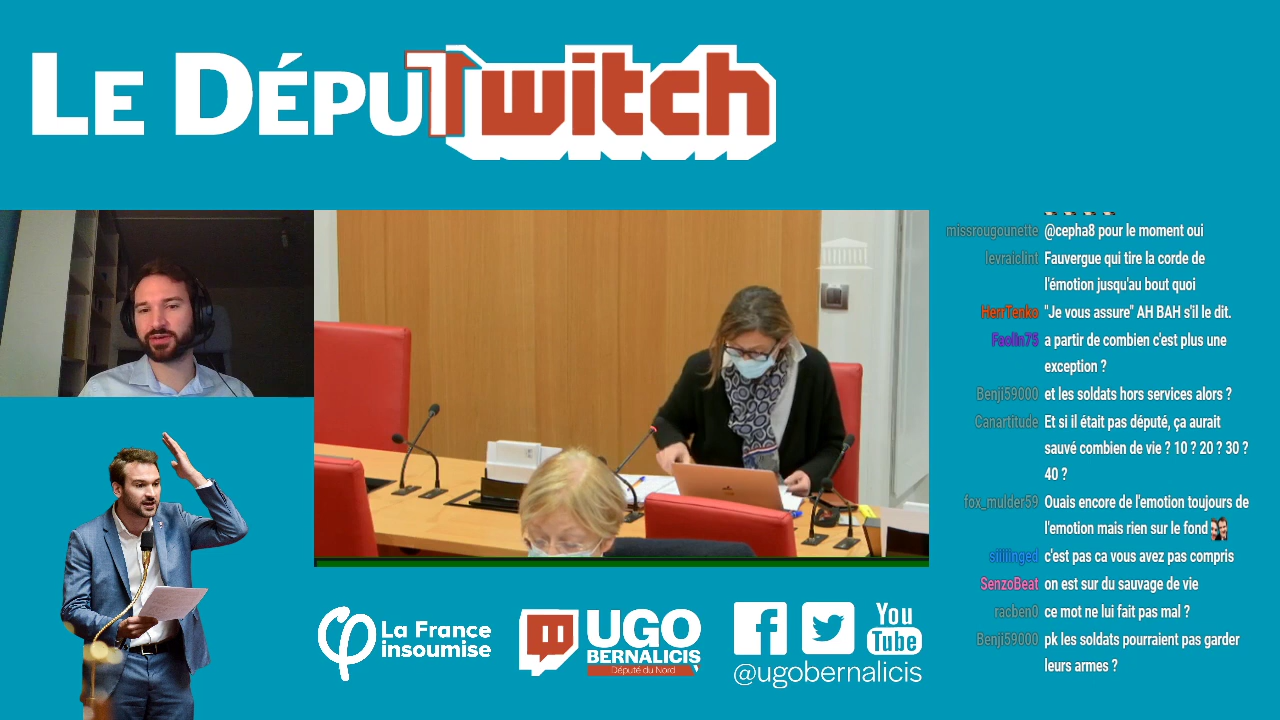 LE DÉPUTwitch
missrougounette @cepha8 pour le moment oui
levraiclint Fauvergue qui tire la corde de
l'émotion jusqu'au bout quoi
HerrTenko "Je vous assure" AH BAH s'il le dit.
Faolin75 a partir de combien c'est plus une
exception ?
Benji59000 et les soldats hors services alors ?
Canartitude Et si il était pas député, ça aurait
sauvé combien de vie ? 10 ? 20 ? 30 ?
40 ?
fox_mulder59 Ouais encore de l'emotion toujours de
l'emotion mais rien sur le fond
siiiiinged c'est pas ca vous avez pas compris
SenzoBeat on est sur du sauvage de vie
racben0 ce mot ne lui fait pas mal ?
Benji59000 pk les soldats pourraient pas garder
leurs armes ?
La France
insoumise
UGO
BERNALICIS
Député du Nord
You
Tube
@ugobernalicis